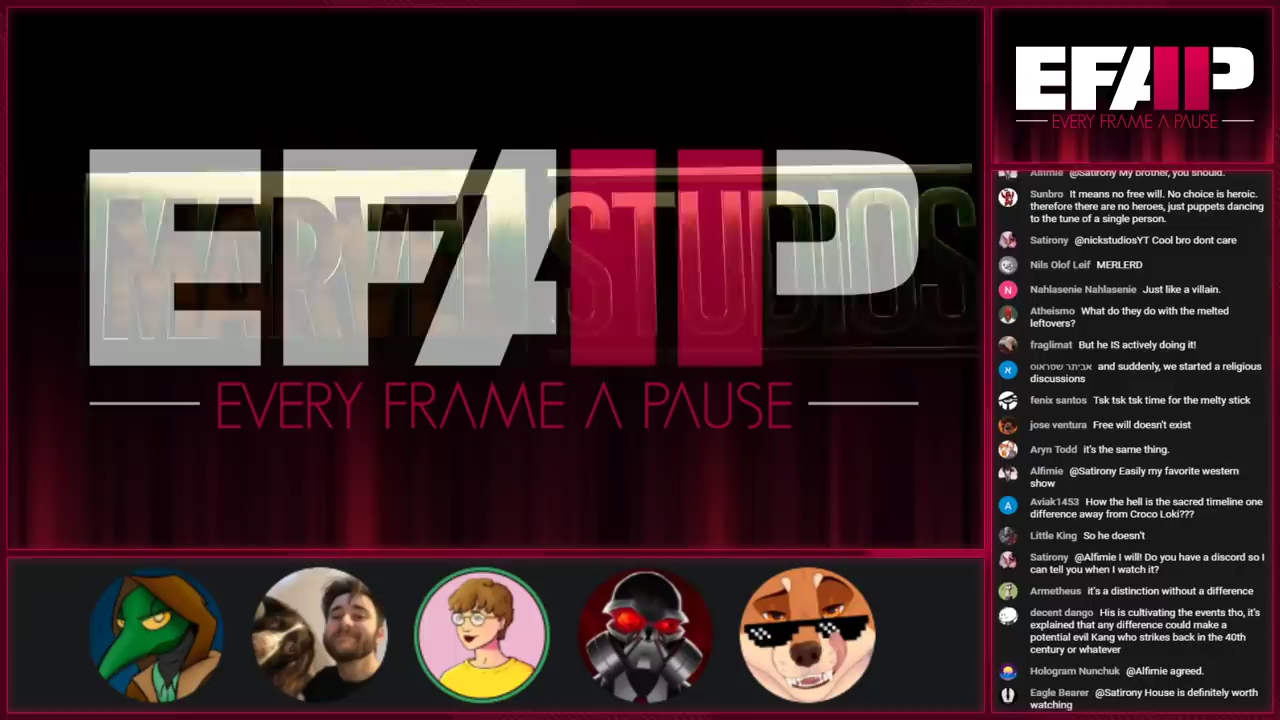 EFAP
EVERY FRAME A PAUSE
MARVEL STUDIOS
EFAP
EVERY FRAME A PAUSE
Alfimie @Satirony My brother, you should.
Sunbro It means no free will. No choice is heroic.
therefore there are no heroes, just puppets dancing
to the tune of a single person.
Satirony @nickstudiosYT Cool bro dont care
Nils Olof Leif MERLERD
N
Nahlasenie Nahlasenie Just like a villain.
Atheismo What do they do with the melted
leftovers?
fraglimat But he IS actively doing it!
א
אביתר שטראוס and suddenly, we started a religious
discussions
fenix santos Tsk tsk tsk time for the melty stick
jose ventura Free will doesn't exist
Aryn Todd it's the same thing.
Alfimie @Satirony Easily my favorite western
show
A
Aviak1453 How the hell is the sacred timeline one
difference away from Croco Loki???
Little King So he doesn't
Satirony @Alfimie I will! Do you have a discord so I
can tell you when I watch it?
Armetheus it's a distinction without a difference
decent dango His is cultivating the events tho, it's
explained that any difference could make a
potential evil Kang who strikes back in the 40th
century or whatever
Hologram Nunchuk @Alfimie agreed.
Eagle Bearer @Satirony House is definitely worth
watching